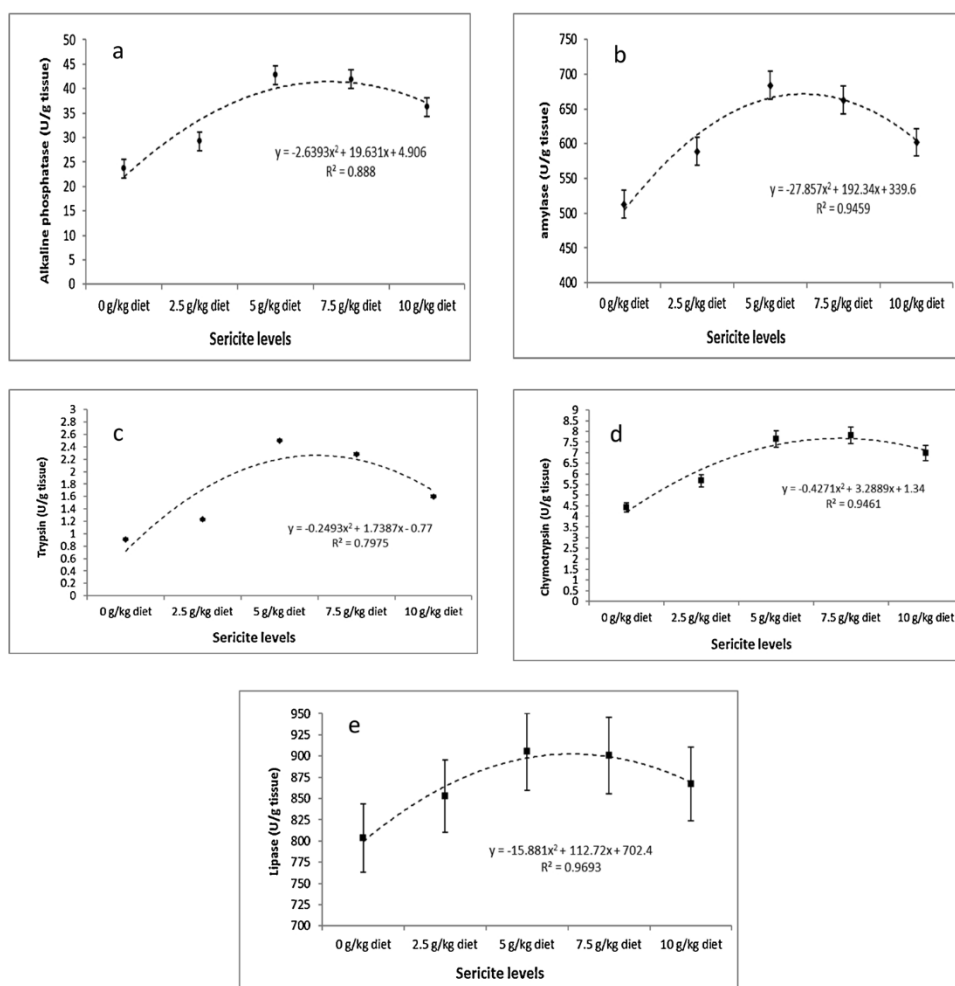 a
Alkaline phosphatase (U/g tissue)
50
45
40
35
30
25
20
15
10
5
0
y = -2.6393x² + 19.631x + 4.906
R² = 0.888
0 g/kg diet 2.5 g/kg diet 5 g/kg diet 7.5 g/kg diet 10 g/kg diet
Sericite levels
b
amylase (U/g tissue)
750
700
650
600
550
500
450
400
y = -27.857x² + 192.34x + 339.6
R² = 0.9459
0 g/kg diet 2.5 g/kg diet 5 g/kg diet 7.5 g/kg diet 10 g/kg diet
Sericite levels
c
Trypsin (U/g tissue)
3
2.8
2.6
2.4
2.2
2
1.8
1.6
1.4
1.2
1
0.8
0.6
0.4
0.2
0
y = -0.2493x² + 1.7387x - 0.77
R² = 0.7975
0 g/kg diet 2.5 g/kg diet 5 g/kg diet 7.5 g/kg diet 10 g/kg diet
Sericite levels
d
Chymotrypsin (U/g tissue)
9
8.5
8
7.5
7
6.5
6
5.5
5
4.5
4
3.5
3
2.5
2
1.5
1
0.5
0
y = -0.4271x² + 3.2889x + 1.34
R² = 0.9461
0 g/kg diet 2.5 g/kg diet 5 g/kg diet 7.5 g/kg diet 10 g/kg diet
Sericite levels
e
Lipase (U/g tissue)
950
925
900
875
850
825
800
775
750
725
700
y = -15.881x² + 112.72x + 702.4
R² = 0.9693
0 g/kg diet 2.5 g/kg diet 5 g/kg diet 7.5 g/kg diet 10 g/kg diet
Sericite levels